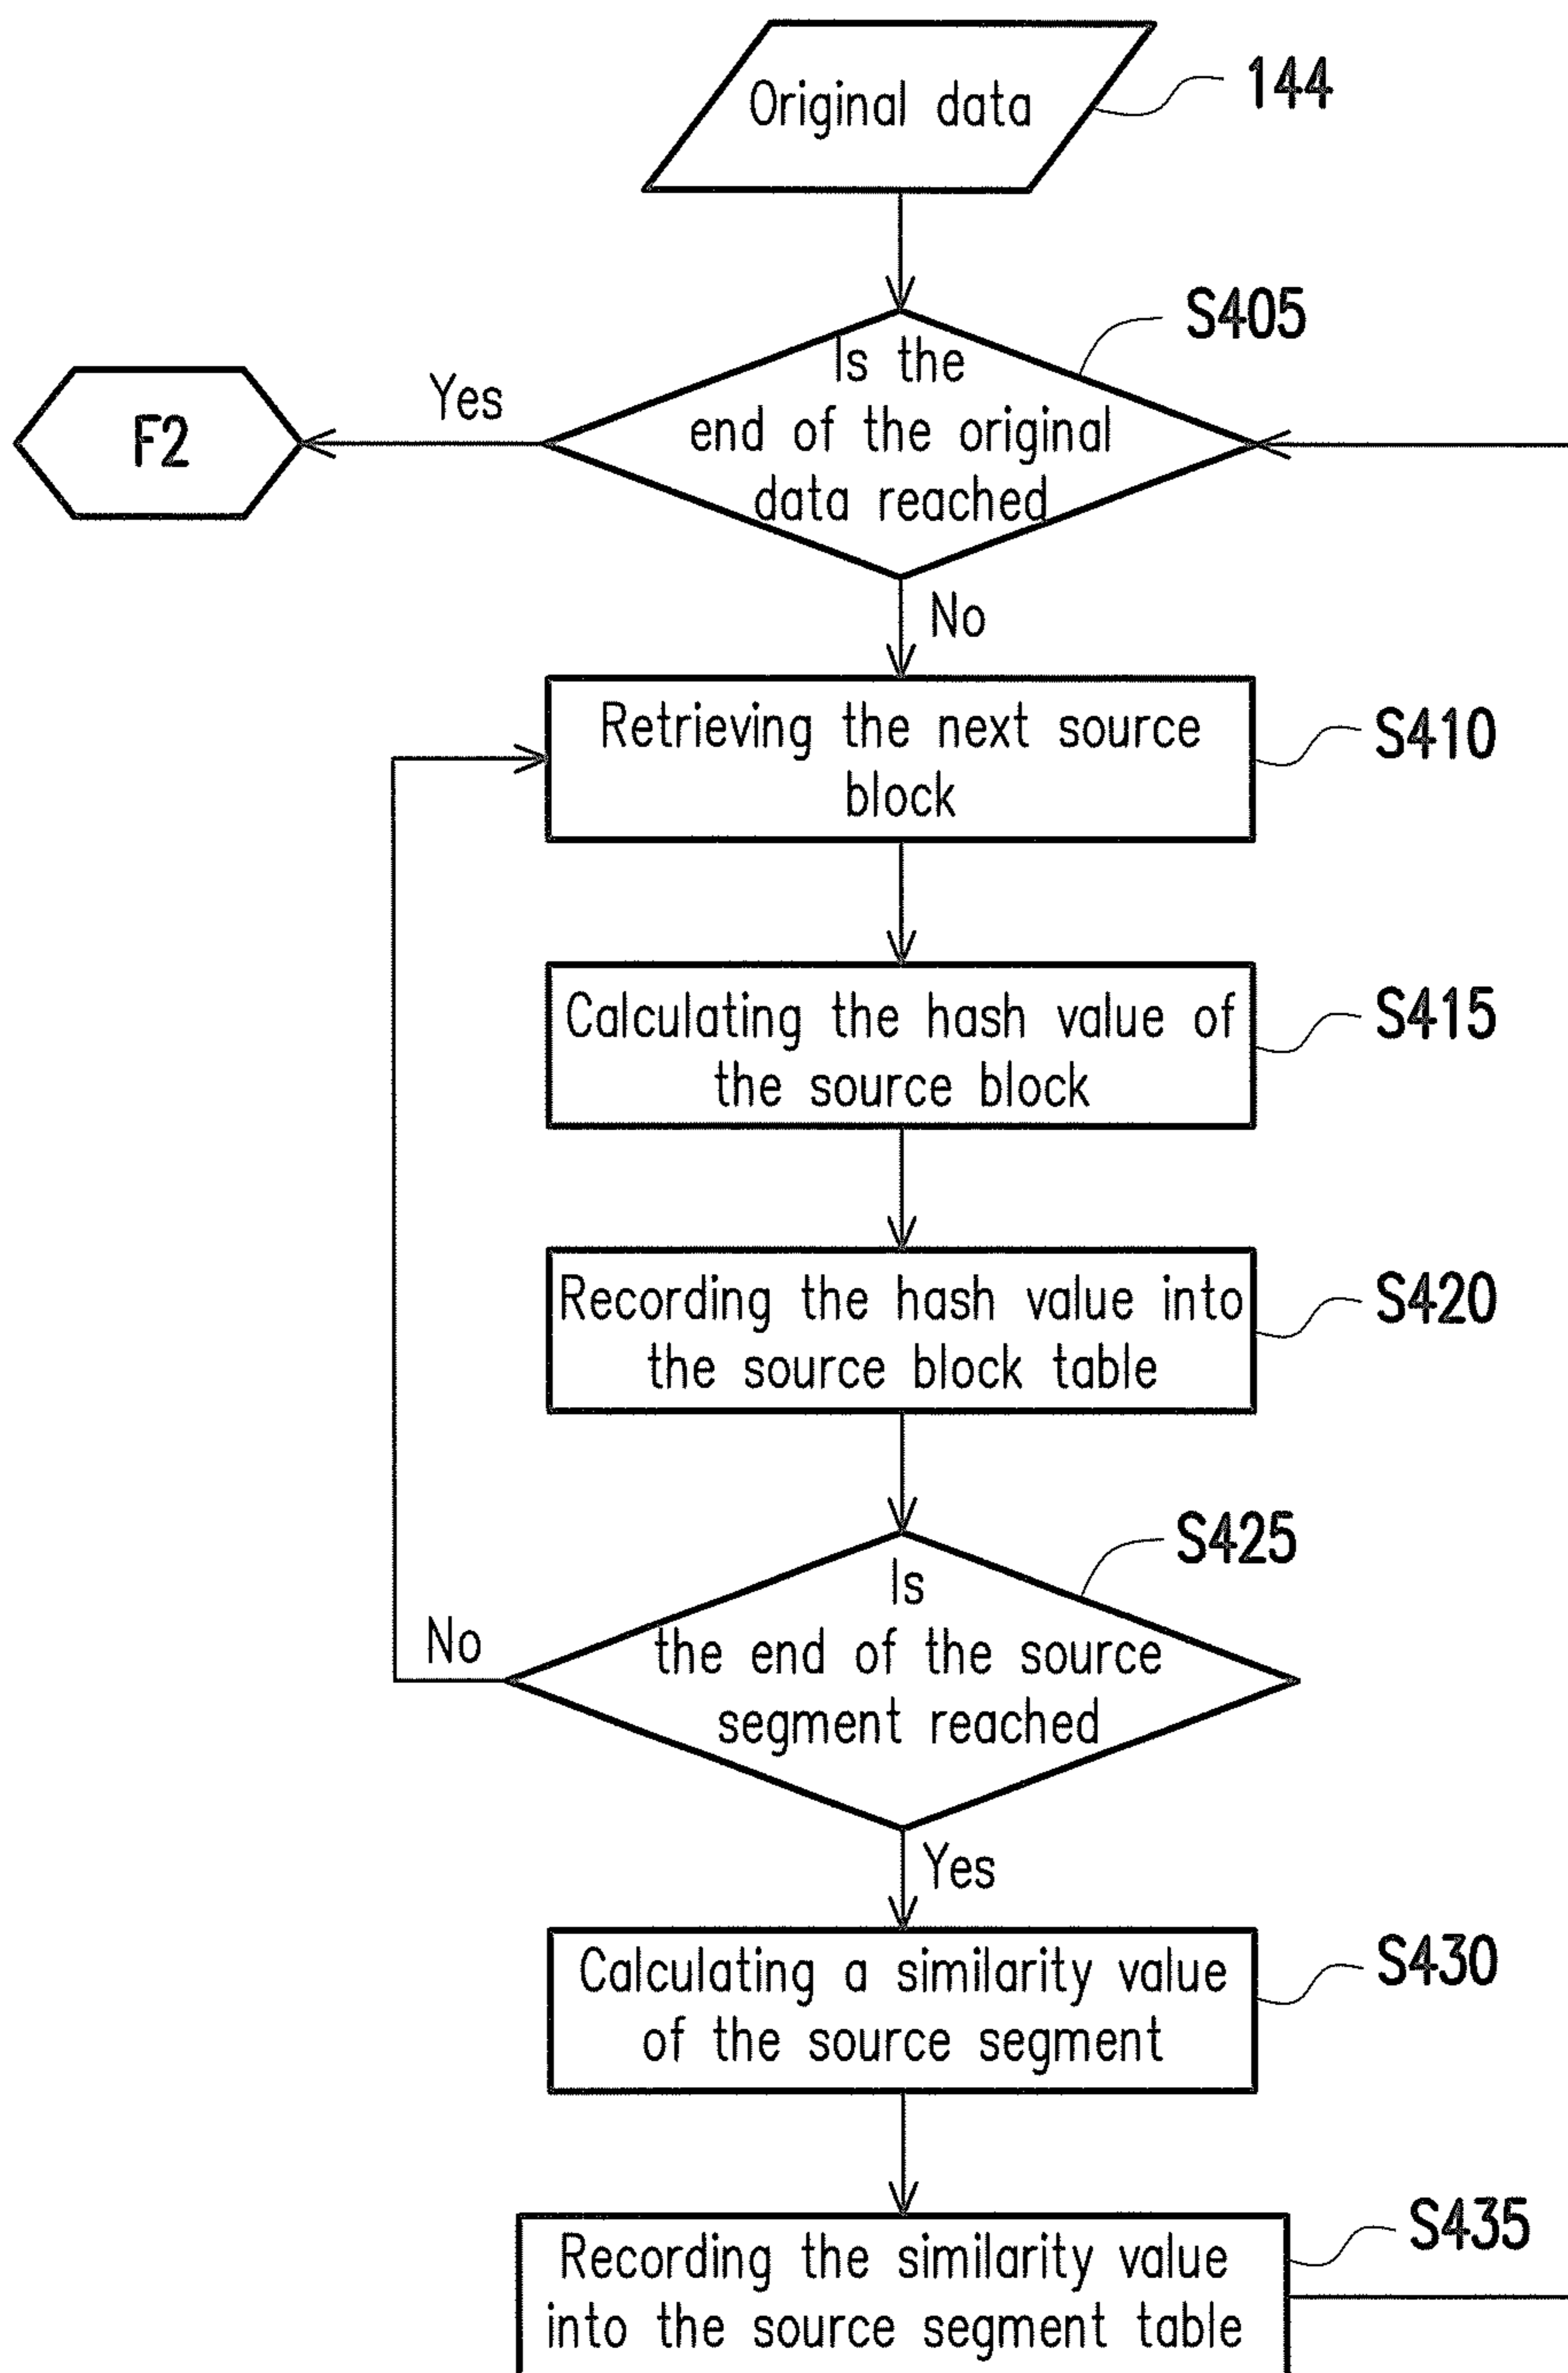 Original data
144
S405
Is the
end of the original
data reached
Yes
F2
No
Retrieving the next source
block
S410
Calculating the hash value of
the source block
S415
Recording the hash value into
the source block table
S420
S425
Is
the end of the source
segment reached
No
Yes
Calculating a similarity value
of the source segment
S430
Recording the similarity value
into the source segment table
S435